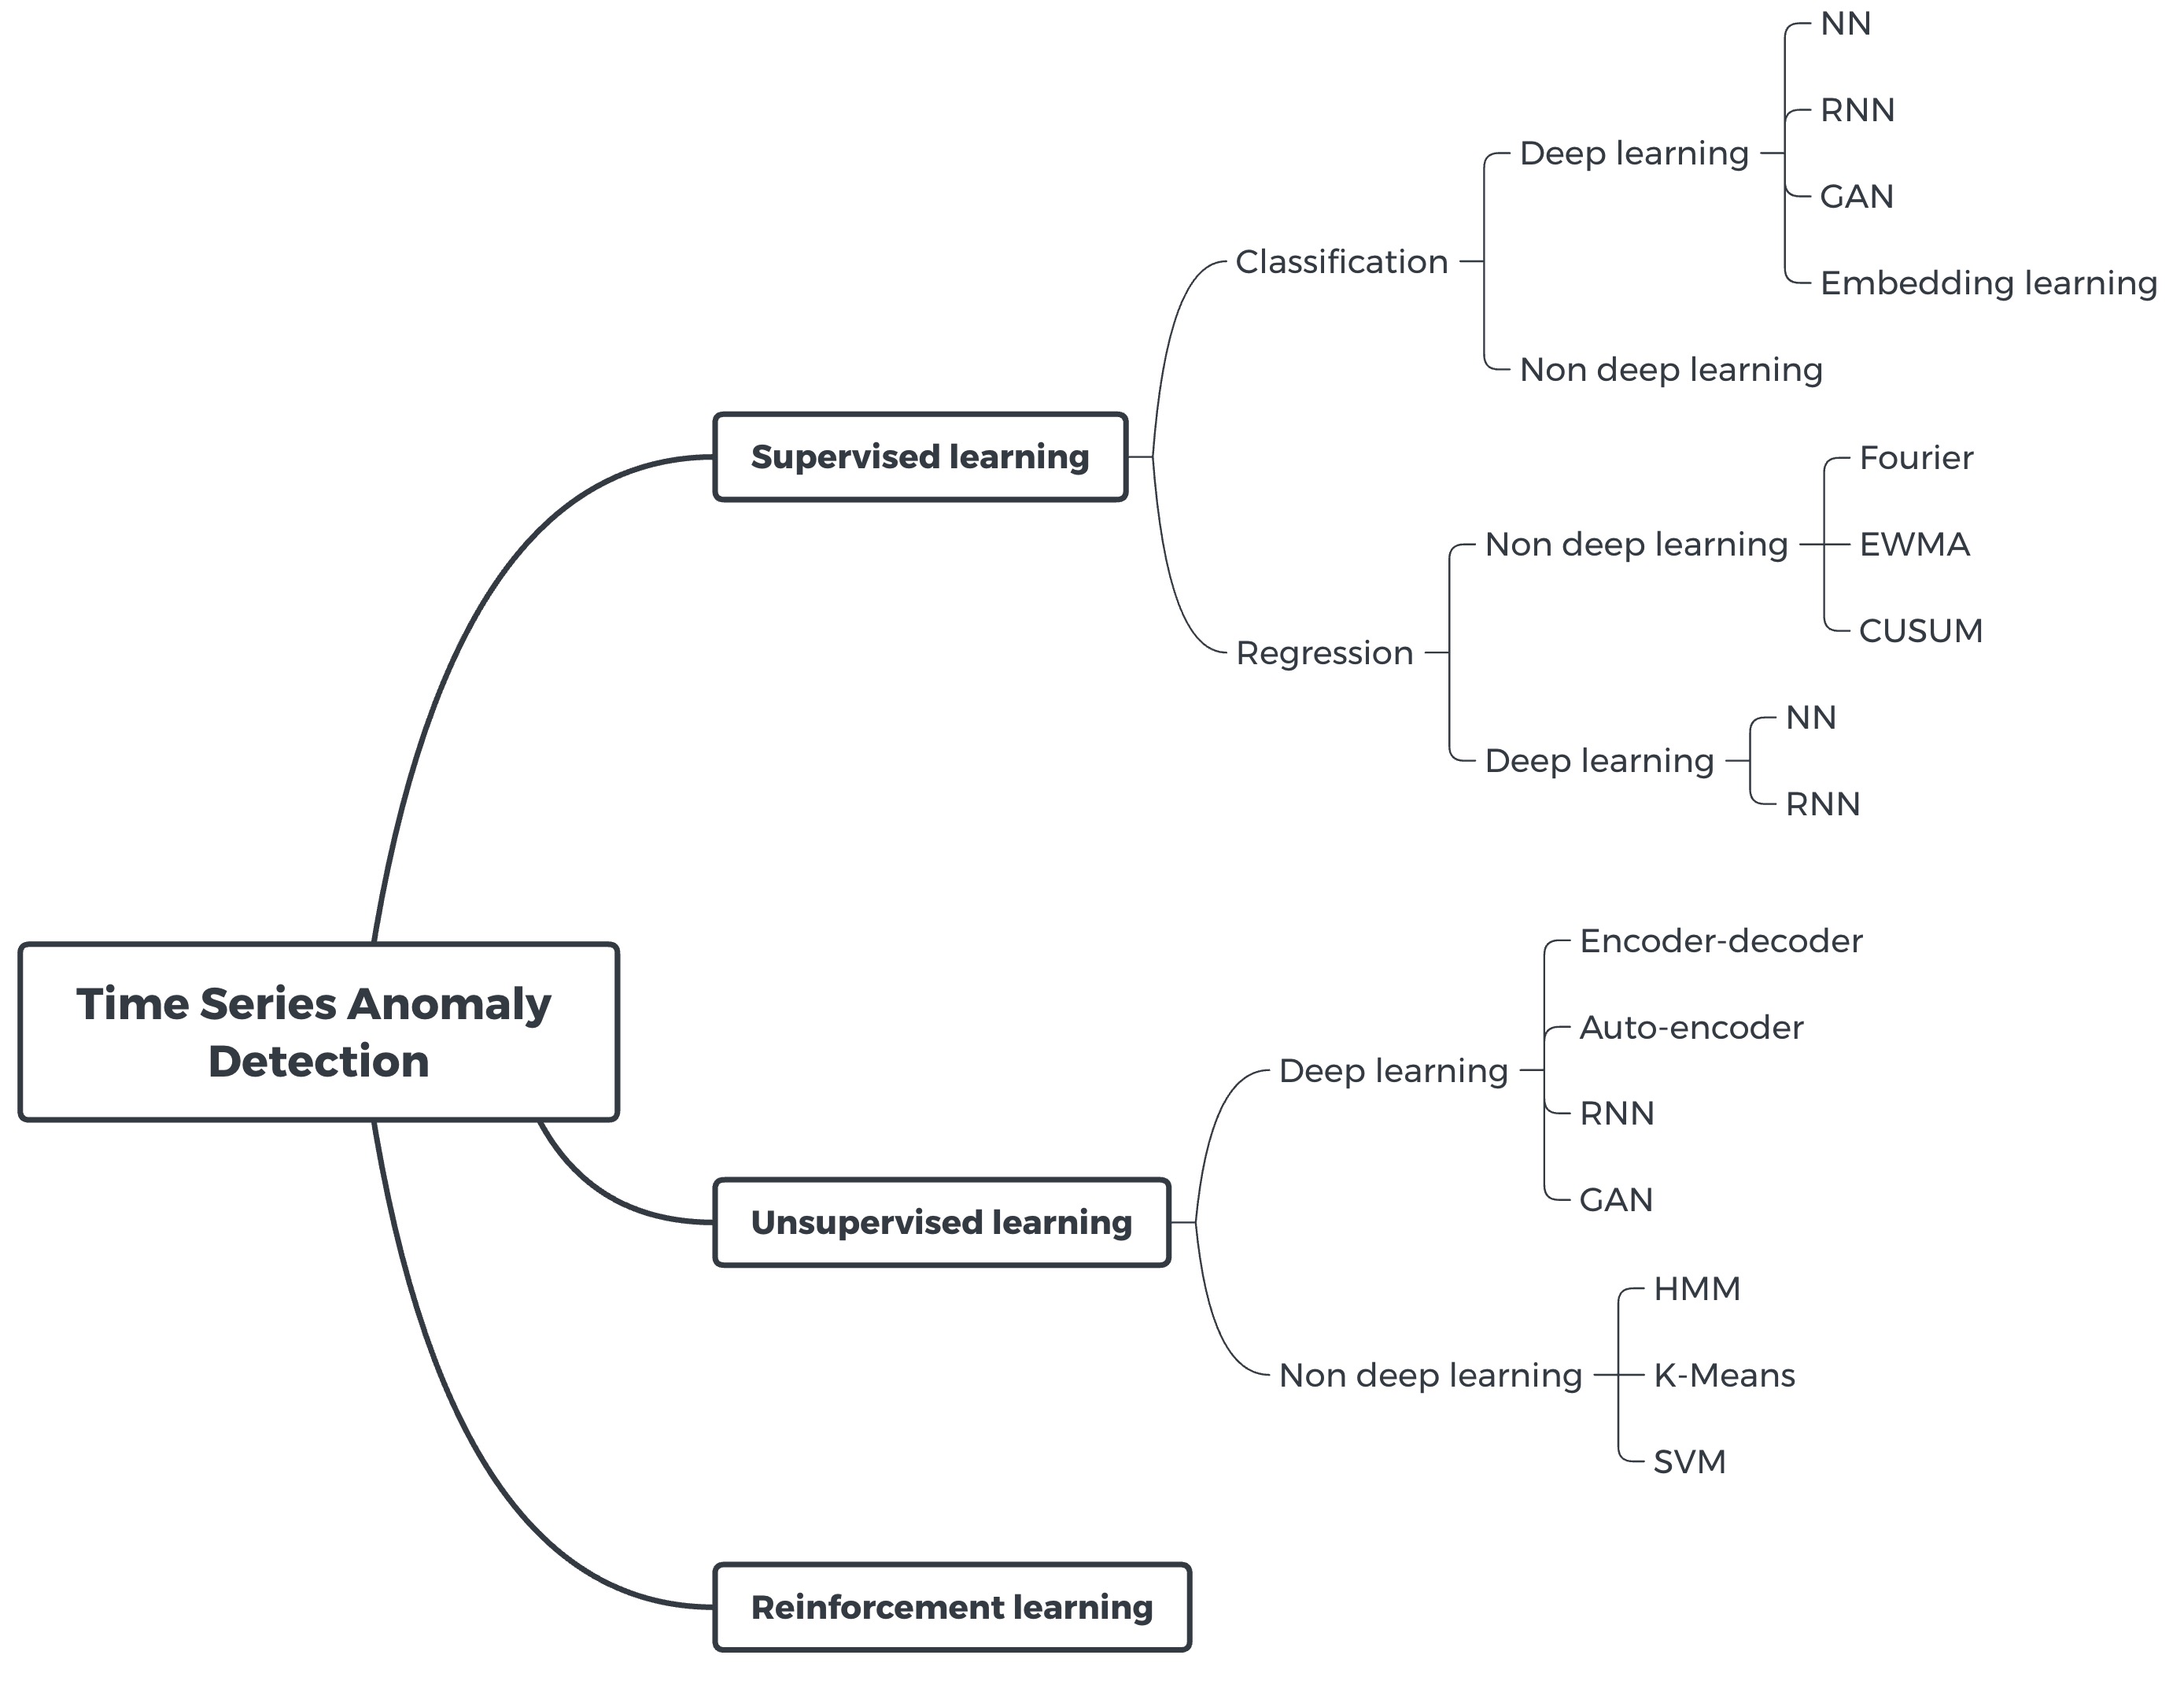 NN
RNN
Deep learning
GAN
Classification
Embedding learning
Non deep learning
Supervised learning
Fourier
Non deep learning
EWMA
CUSUM
Regression
NN
Deep learning
RNN
Time Series Anomaly
Detection
Encoder-decoder
Auto-encoder
Deep learning
RNN
GAN
Unsupervised learning
HMM
Non deep learning
K-Means
SVM
Reinforcement learning